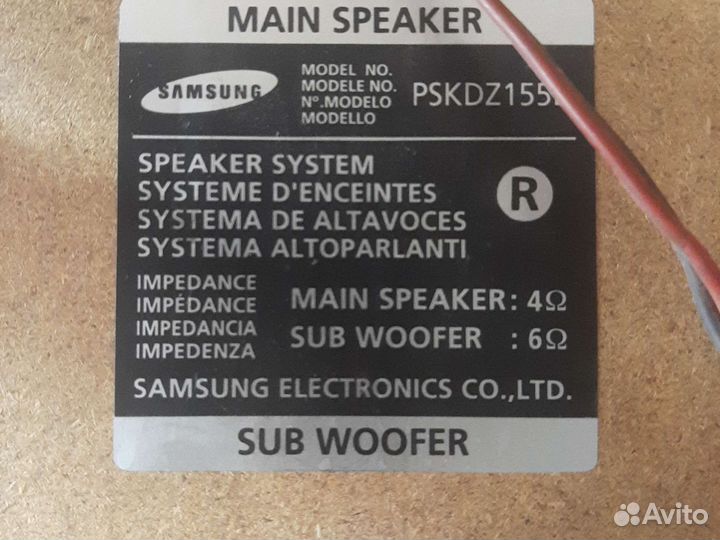 MAIN SPEAKER
SAMSUNG
MODEL NO.
MODELE NO.
N°.MODELO
MODELLO
PSKDZ155
SPEAKER SYSTEM
SYSTEME D'ENCEINTES
SYSTEMA DE ALTAVOCES
SYSTEMA ALTOPARLANTI
R
IMPEDANCE
IMPÉDANCE
IMPEDANCIA
IMPEDENZA
MAIN SPEAKER: 4Ω
SUB WOOFER : 6Ω
SAMSUNG ELECTRONICS CO.,LTD.
SUB WOOFER
Avito